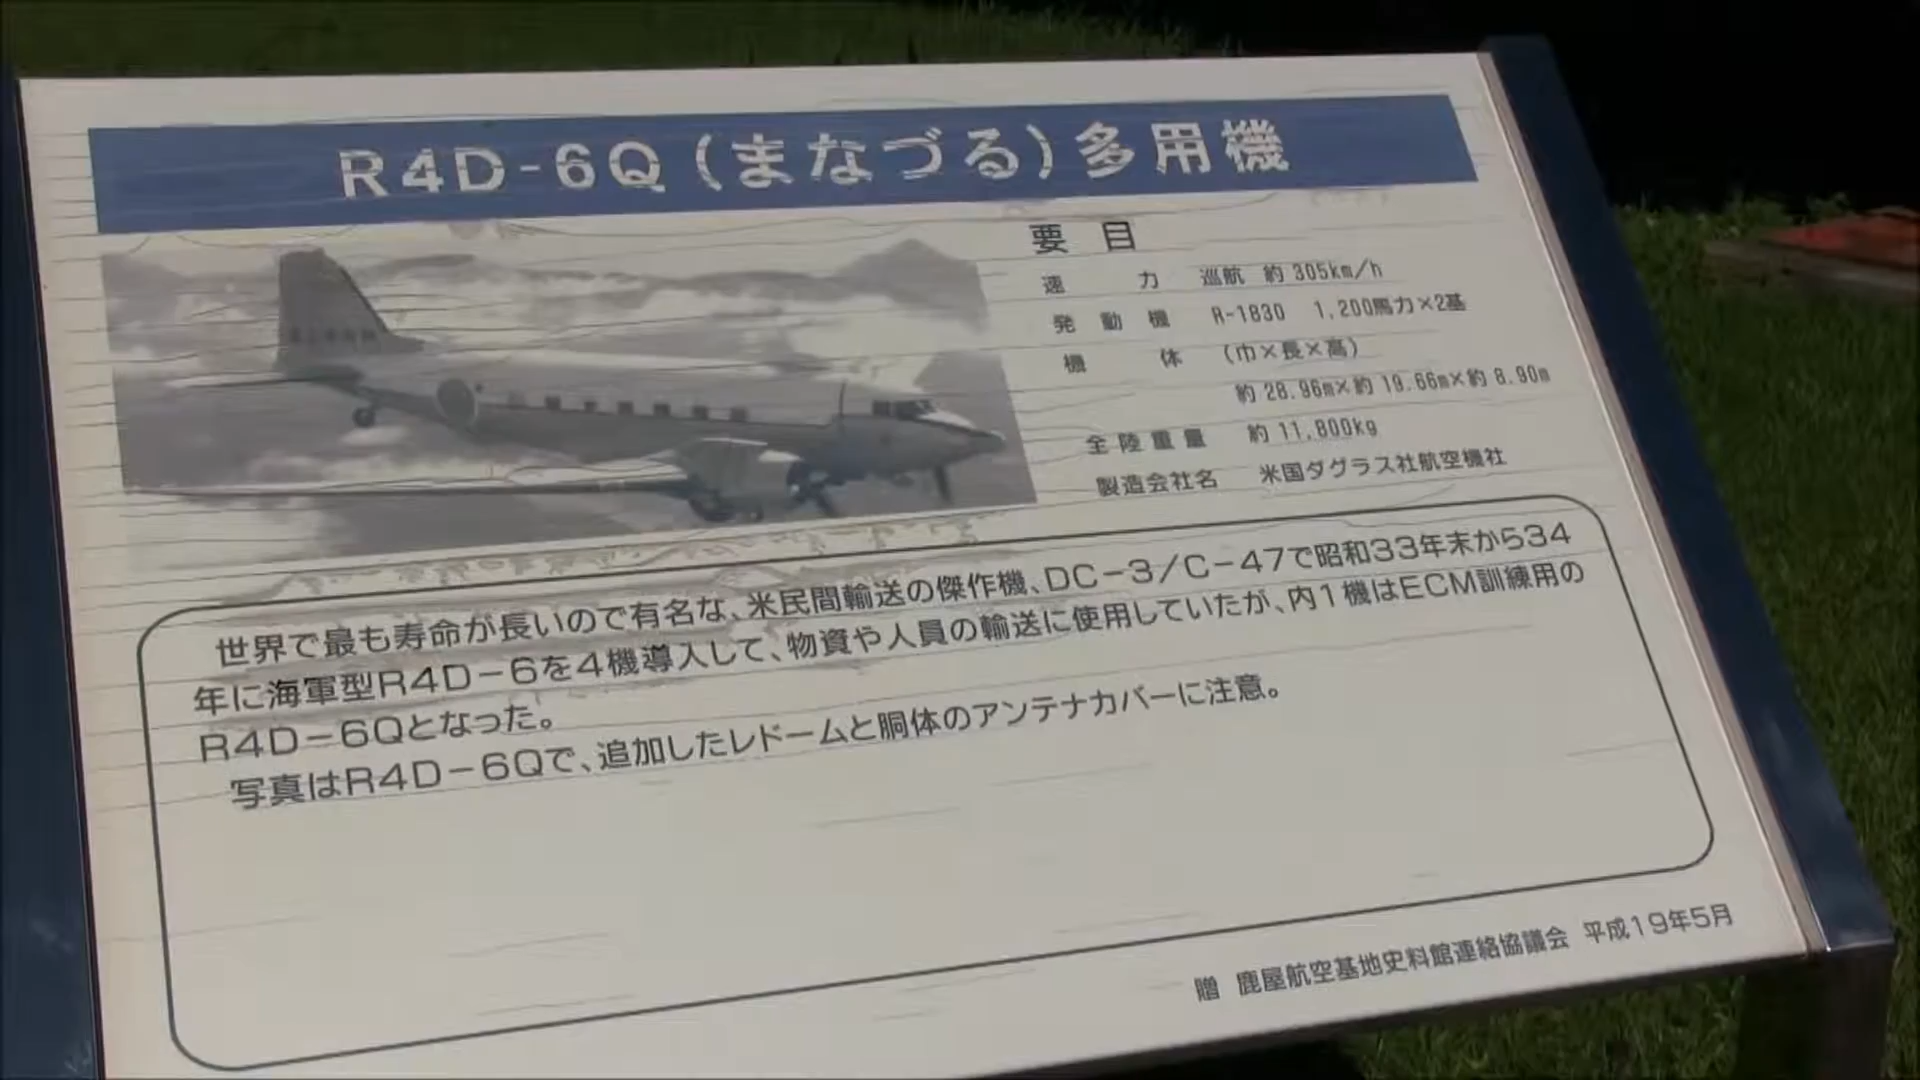 R4D-6Q(まなづる)多用機
要目
速力 巡航 約305km/h
発動機 R-1830 1,200馬力×2基
機体 (巾×長×高)
約28.96m×約19.66m×約8.90m
全陸重量 約11,800kg
製造会社名 米国ダグラス社航空機社
世界で最も寿命が長いので有名な、米民間輸送の傑作機、DC−3/C−47で昭和33年末から34
年に海軍型R4D−6を4機導入して、物資や人員の輸送に使用していたが、内1機はECM訓練用の
R4D−6Qとなった。
写真はR4D−6Qで、追加したレドームと胴体のアンテナカバーに注意。
贈 鹿屋航空基地史料館連絡協議会 平成19年5月